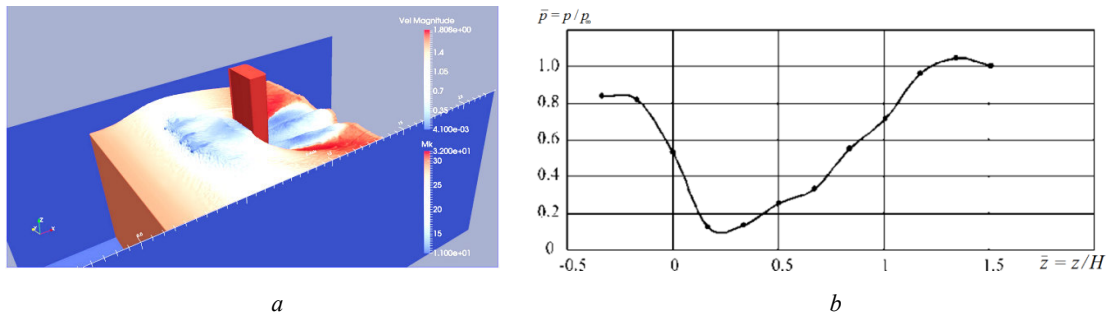 Vel Magnitude
1.808e+00
1.4
1.05
0.7
0.35
4.100e-03
Mk
3.200e+01
30
25
20
15
1.100e+01
z
x
a
p̄ = p/p∞
1.0
0.8
0.6
0.4
0.2
0
-0.5
0
0.5
1
1.5
z̄ = z/H
b